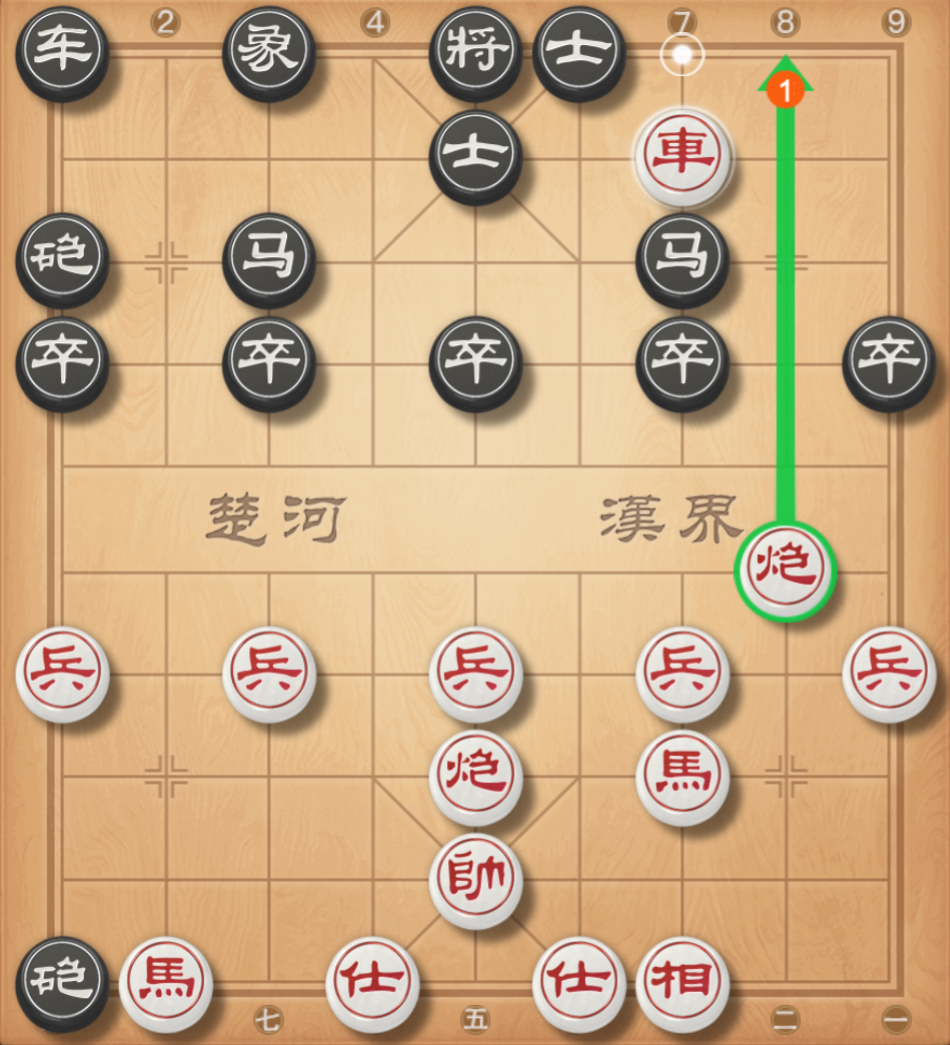 2 4 7 8 9
车 象 將 士
1
士 車
砲 马 马
卒 卒 卒 卒 卒
楚河 漢界
炮
兵 兵 兵 兵 兵
炮 馬
帥
砲 馬 仕 仕 相
七 五 二 一